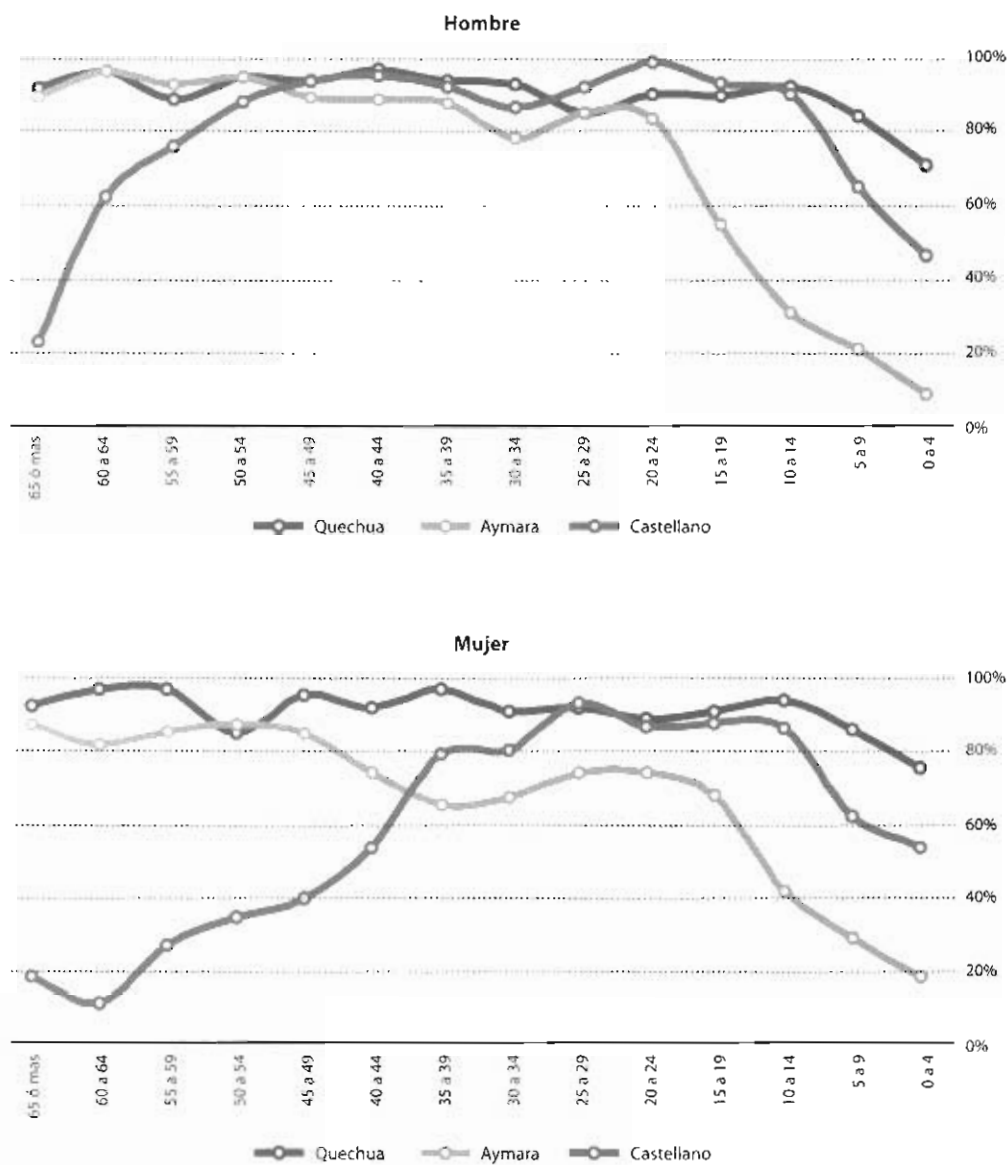 Hombre
100%
80%
60%
40%
20%
0%
65 ó mas
60 a 64
55 a 59
50 a 54
45 a 49
40 a 44
35 a 39
30 a 34
25 a 29
20 a 24
15 a 19
10 a 14
5 a 9
0 a 4
Quechua Aymara Castellano
Mujer
100%
80%
60%
40%
20%
0%
65 ó mas
60 a 64
55 a 59
50 a 54
45 a 49
40 a 44
35 a 39
30 a 34
25 a 29
20 a 24
15 a 19
10 a 14
5 a 9
0 a 4
Quechua Aymara Castellano